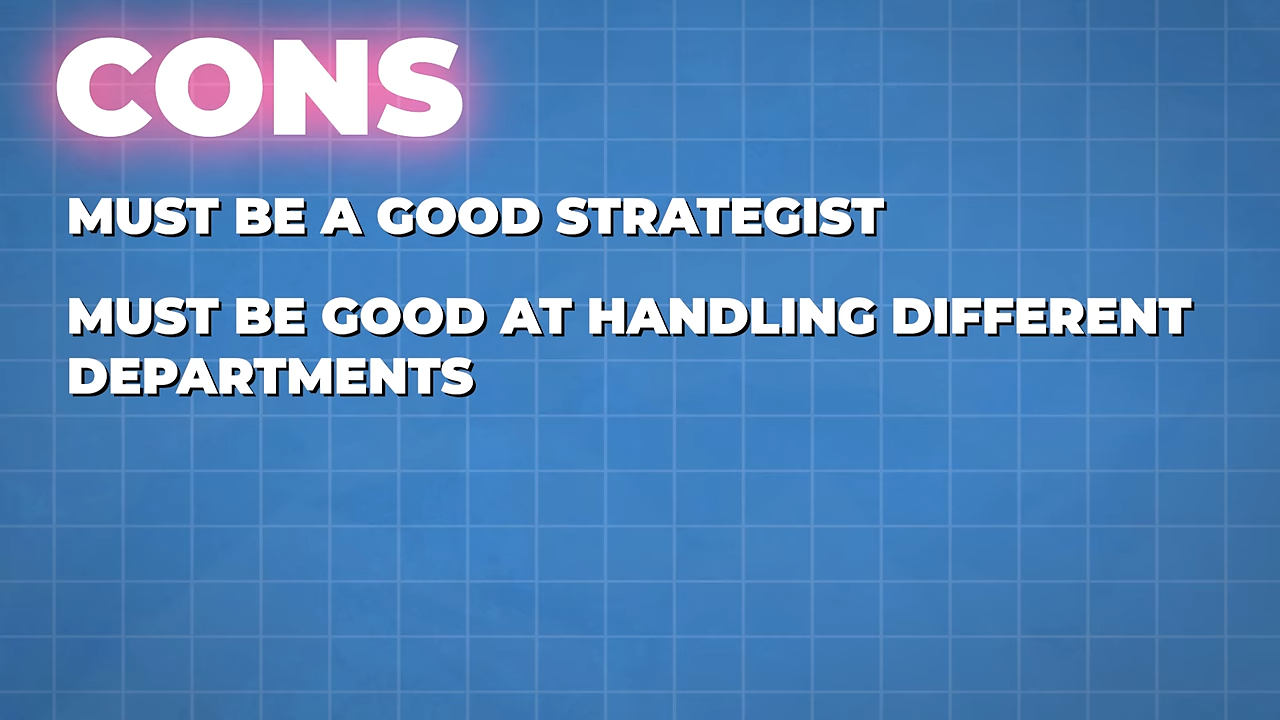 CONS
MUST BE A GOOD STRATEGIST
MUST BE GOOD AT HANDLING DIFFERENT
DEPARTMENTS